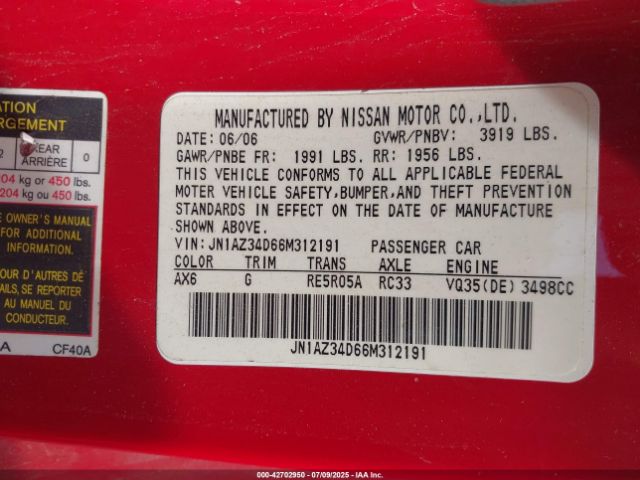 ATION
RGEMENT
2 REAR
ARRIÈRE 0
204 kg or 450 lbs.
204 kg ou 450 lbs.
OWNER'S MANUAL
FOR ADDITIONAL
INFORMATION.
OUR D'AUTRES DÉ
AILS, SE REPORTER
AU MANUEL DU
CONDUCTEUR.
A CF40A
MANUFACTURED BY NISSAN MOTOR CO.,LTD.
DATE: 06/06 GVWR/PNBV: 3919 LBS.
GAWR/PNBE FR: 1991 LBS. RR: 1956 LBS.
THIS VEHICLE CONFORMS TO ALL APPLICABLE FEDERAL
MOTOR VEHICLE SAFETY,BUMPER,AND THEFT PREVENTION
STANDARDS IN EFFECT ON THE DATE OF MANUFACTURE
SHOWN ABOVE.
VIN: JN1AZ34D66M312191 PASSENGER CAR
COLOR TRIM TRANS AXLE ENGINE
AX6 G RE5R05A RC33 VQ35(DE) 3498CC
JN1AZ34D66M312191
000-42702950 | 07/09/2025 - IAA Inc.